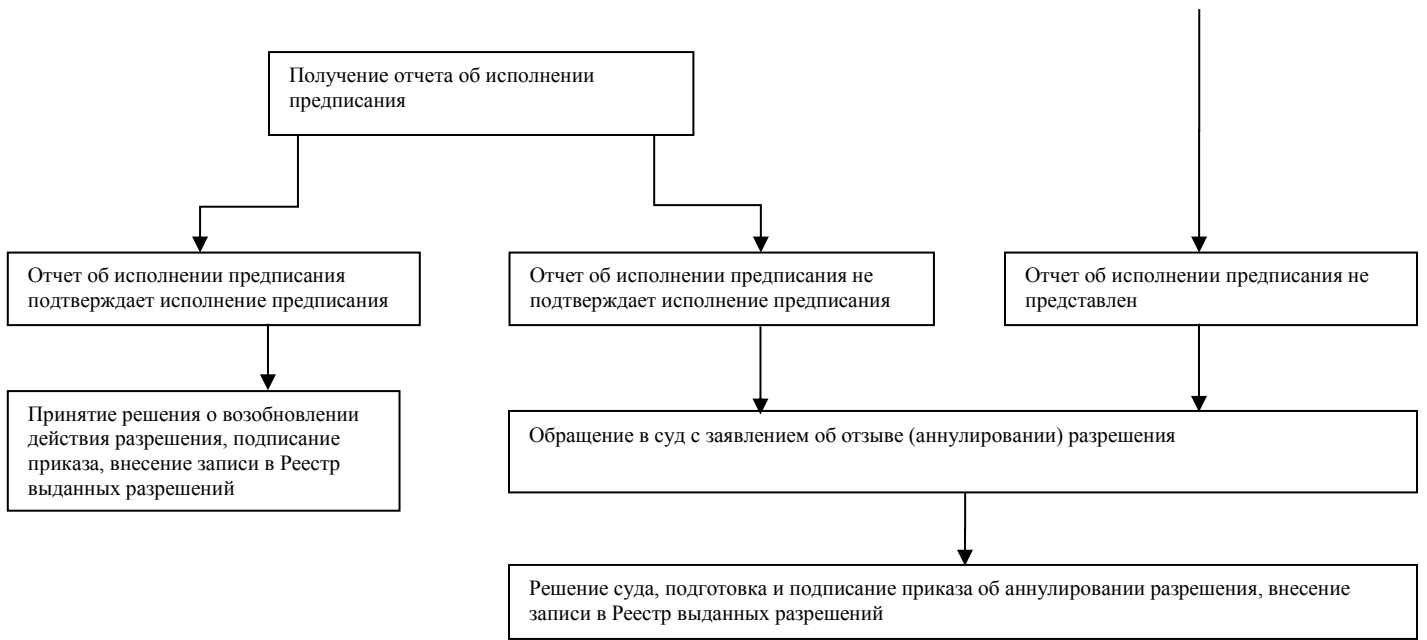 Получение отчета об исполнении
предписания
Отчет об исполнении предписания
подтверждает исполнение предписания
Отчет об исполнении предписания не
подтверждает исполнение предписания
Отчет об исполнении предписания не
представлен
Принятие решения о возобновлении
действия разрешения, подписание
приказа, внесение записи в Реестр
выданных разрешений
Обращение в суд с заявлением об отзыве (аннулировании) разрешения
Решение суда, подготовка и подписание приказа об аннулировании разрешения, внесение
записи в Реестр выданных разрешений